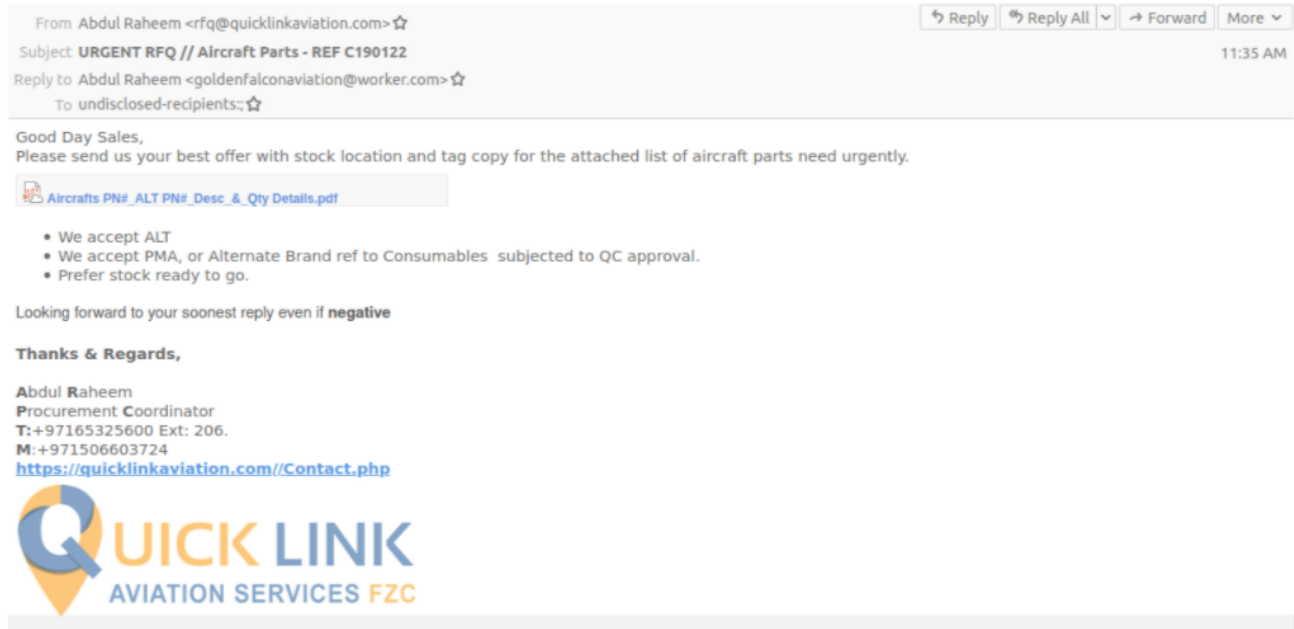 From Abdul Raheem <rfq@quicklinkaviation.com>
Reply Reply All Forward More
Subject URGENT RFQ // Aircraft Parts - REF C190122
11:35 AM
Reply to Abdul Raheem <goldenfalconaviation@worker.com>
To undisclosed-recipients:;
Good Day Sales,
Please send us your best offer with stock location and tag copy for the attached list of aircraft parts need urgently.
Aircrafts PN#_ALT PN#_Desc_&_Qty Details.pdf
• We accept ALT
• We accept PMA, or Alternate Brand ref to Consumables subjected to QC approval.
• Prefer stock ready to go.
Looking forward to your soonest reply even if negative
Thanks & Regards,
Abdul Raheem
Procurement Coordinator
T:+97165325600 Ext: 206.
M:+971506603724
https://quicklinkaviation.com//Contact.php
QUICK LINK
AVIATION SERVICES FZC